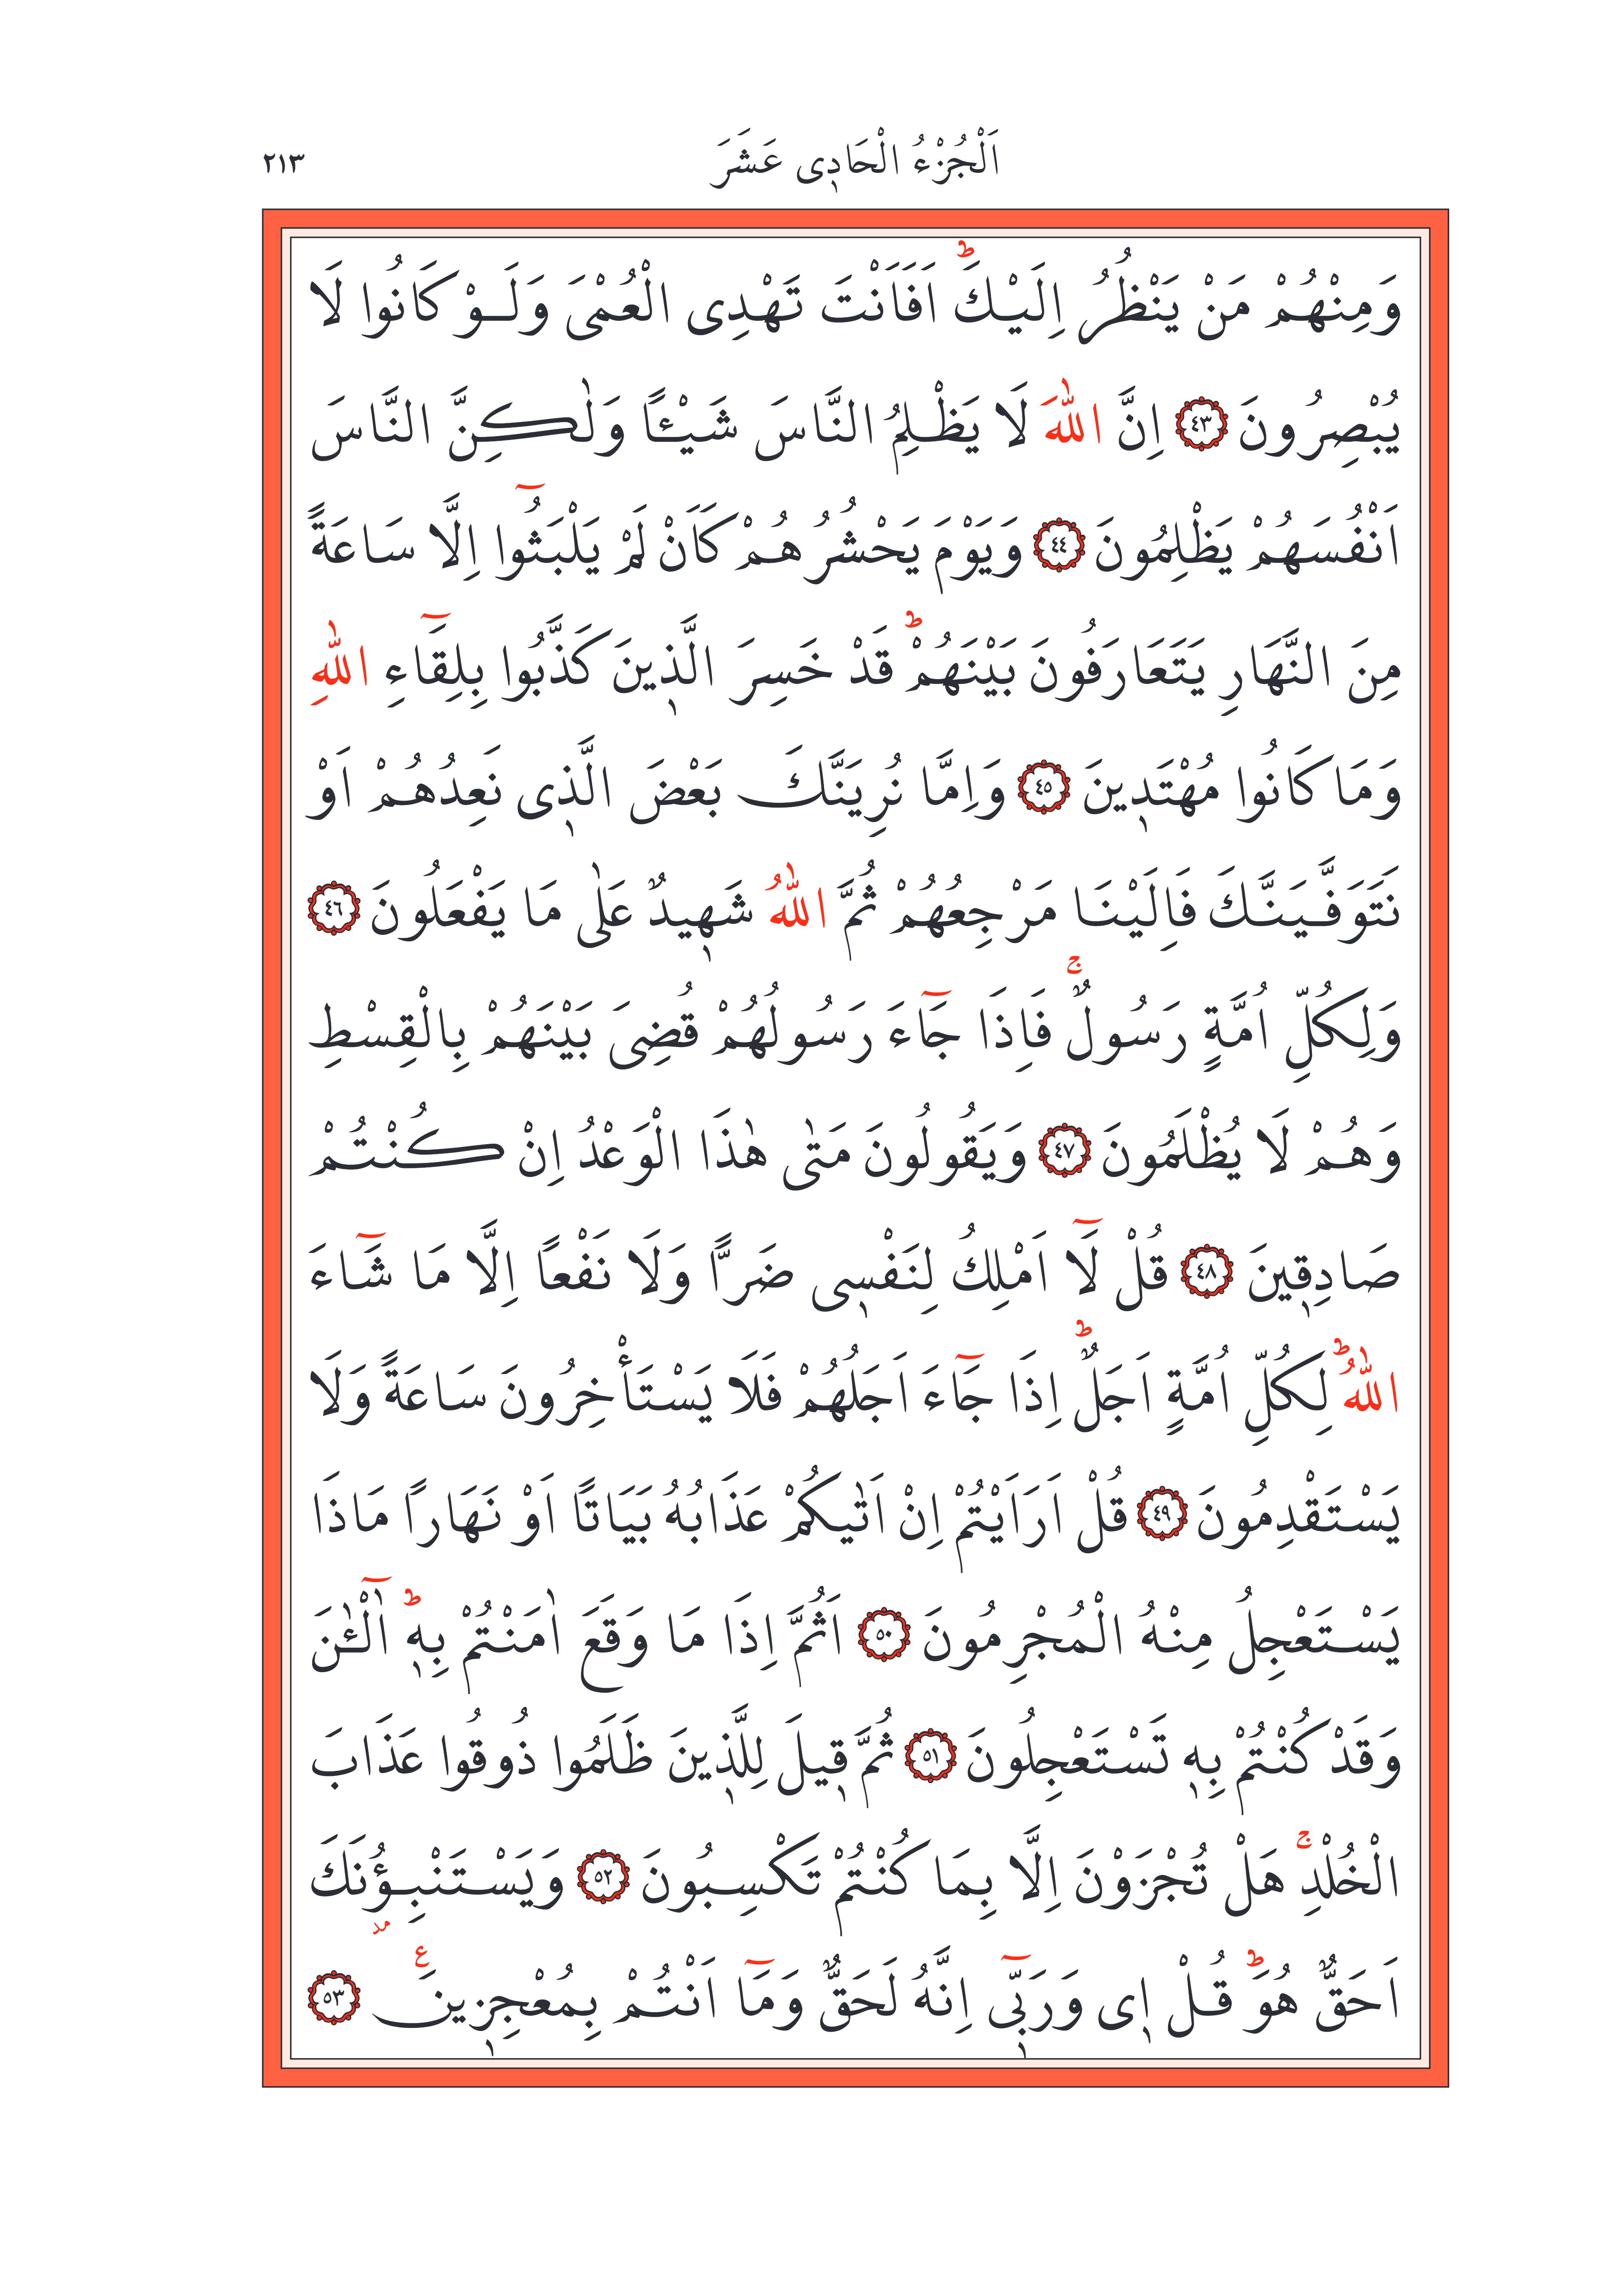 اَلْجُزْءُ الْحَادٖى عَشَرَ ٢١٣
وَمِنْهُمْ مَنْ يَنْظُرُ اِلَيْكَۜ اَفَاَنْتَ تَهْدِى الْعُمْىَ وَلَوْ كَانُوا لَا
يُبْصِرُونَ ﴿٤٣﴾ اِنَّ اللّٰهَ لَا يَظْلِمُ النَّاسَ شَيْـًٔا وَلٰكِنَّ النَّاسَ
اَنْفُسَهُمْ يَظْلِمُونَ ﴿٤٤﴾ وَيَوْمَ يَحْشُرُهُمْ كَاَنْ لَمْ يَلْبَثُٓوا اِلَّا سَاعَةً
مِنَ النَّهَارِ يَتَعَارَفُونَ بَيْنَهُمْؕ قَدْ خَسِرَ الَّذٖينَ كَذَّبُوا بِلِقَٓاءِ اللّٰهِ
وَمَا كَانُوا مُهْتَدٖينَ ﴿٤٥﴾ وَاِمَّا نُرِيَنَّكَ بَعْضَ الَّذٖى نَعِدُهُمْ اَوْ
نَتَوَفَّيَنَّكَ فَاِلَيْنَا مَرْجِعُهُمْ ثُمَّ اللّٰهُ شَهٖيدٌ عَلٰى مَا يَفْعَلُونَ ﴿٤٦﴾
وَلِكُلِّ اُمَّةٍ رَسُولٌۚ فَاِذَا جَٓاءَ رَسُولُهُمْ قُضِىَ بَيْنَهُمْ بِالْقِسْطِ
وَهُمْ لَا يُظْلَمُونَ ﴿٤٧﴾ وَيَقُولُونَ مَتٰى هٰذَا الْوَعْدُ اِنْ كُنْتُمْ
صَادِقٖينَ ﴿٤٨﴾ قُلْ لَٓا اَمْلِكُ لِنَفْسٖى ضَرًّا وَلَا نَفْعًا اِلَّا مَا شَٓاءَ
اللّٰهُؕ لِكُلِّ اُمَّةٍ اَجَلٌؕ اِذَا جَٓاءَ اَجَلُهُمْ فَلَا يَسْتَأْخِرُونَ سَاعَةً وَلَا
يَسْتَقْدِمُونَ ﴿٤٩﴾ قُلْ اَرَاَيْتُمْ اِنْ اَتٰيكُمْ عَذَابُهُ بَيَاتًا اَوْ نَهَارًا مَاذَا
يَسْتَعْجِلُ مِنْهُ الْمُجْرِمُونَ ﴿٥٠﴾ اَثُمَّ اِذَا مَا وَقَعَ اٰمَنْتُمْ بِهٖؕ آٰلْـٰٔنَ
وَقَدْ كُنْتُمْ بِهٖ تَسْتَعْجِلُونَ ﴿٥١﴾ ثُمَّ قٖيلَ لِلَّذٖينَ ظَلَمُوا ذُوقُوا عَذَابَ
الْخُلْدِۚ هَلْ تُجْزَوْنَ اِلَّا بِمَا كُنْتُمْ تَكْسِبُونَ ﴿٥٢﴾ وَيَسْتَنْبِؤُنَكَ
اَحَقٌّ هُوَؕ قُلْ اٖى وَرَبّٖٓى اِنَّهُ لَحَقٌّ وَمَٓا اَنْتُمْ بِمُعْجِزٖينَ ع ﴿٥٣﴾